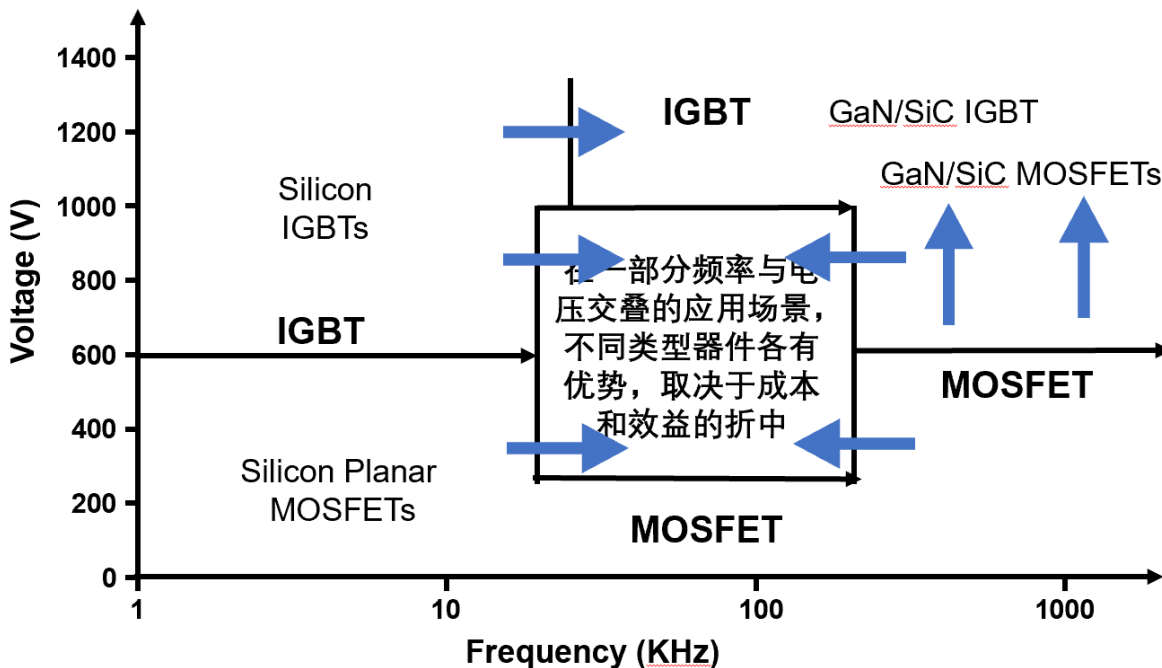 1400
1200
1000
800
600
400
200
0
Voltage (V)
IGBT
GaN/SiC IGBT
GaN/SiC MOSFETs
Silicon
IGBTs
在一部分频率与电
压交叠的应用场景，
不同类型器件各有
优势，取决于成本
和效益的折中
IGBT
MOSFET
Silicon Planar
MOSFETs
MOSFET
1
10
100
1000
Frequency (KHz)